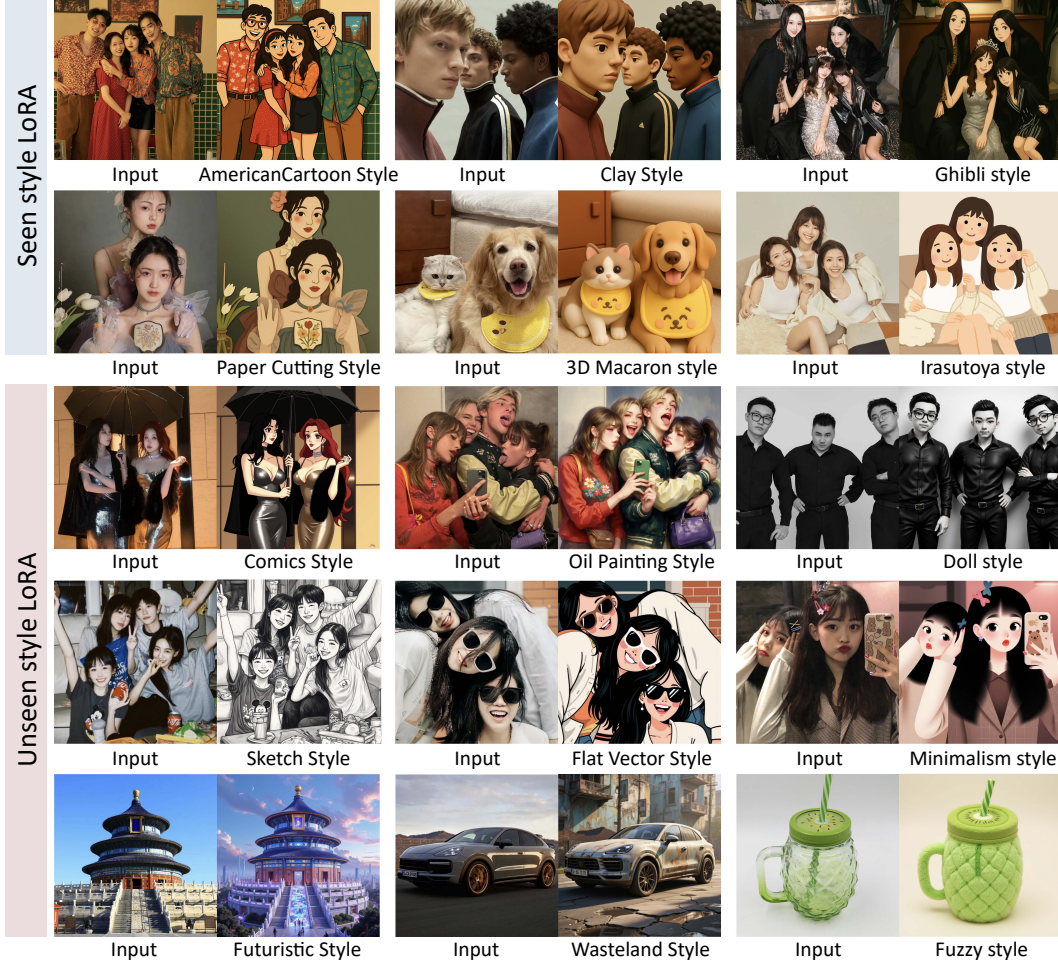 Seen style LoRA
Input AmericanCartoon Style Input Clay Style Input Ghibli style
Input Paper Cutting Style Input 3D Macaron style Input Irasutoya style
Unseen style LoRA
Input Comics Style Input Oil Painting Style Input Doll style
Input Sketch Style Input Flat Vector Style Input Minimalism style
Input Futuristic Style Input Wasteland Style Input Fuzzy style